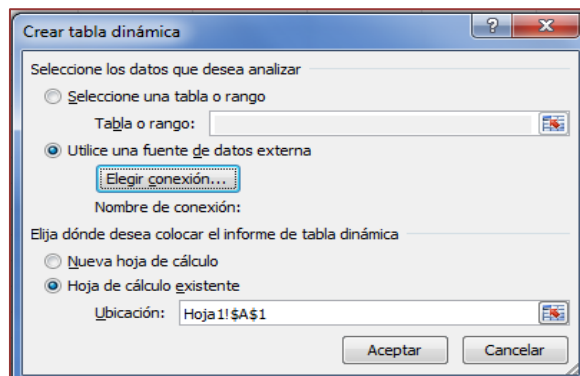 Crear tabla dinámica
Seleccione los datos que desea analizar
Seleccione una tabla o rango
Tabla o rango:
Utilice una fuente de datos externa
Elegir conexión...
Nombre de conexión:
Elija dónde desea colocar el informe de tabla dinámica
Nueva hoja de cálculo
Hoja de cálculo existente
Ubicación: Hoja1!$A$1
Aceptar Cancelar